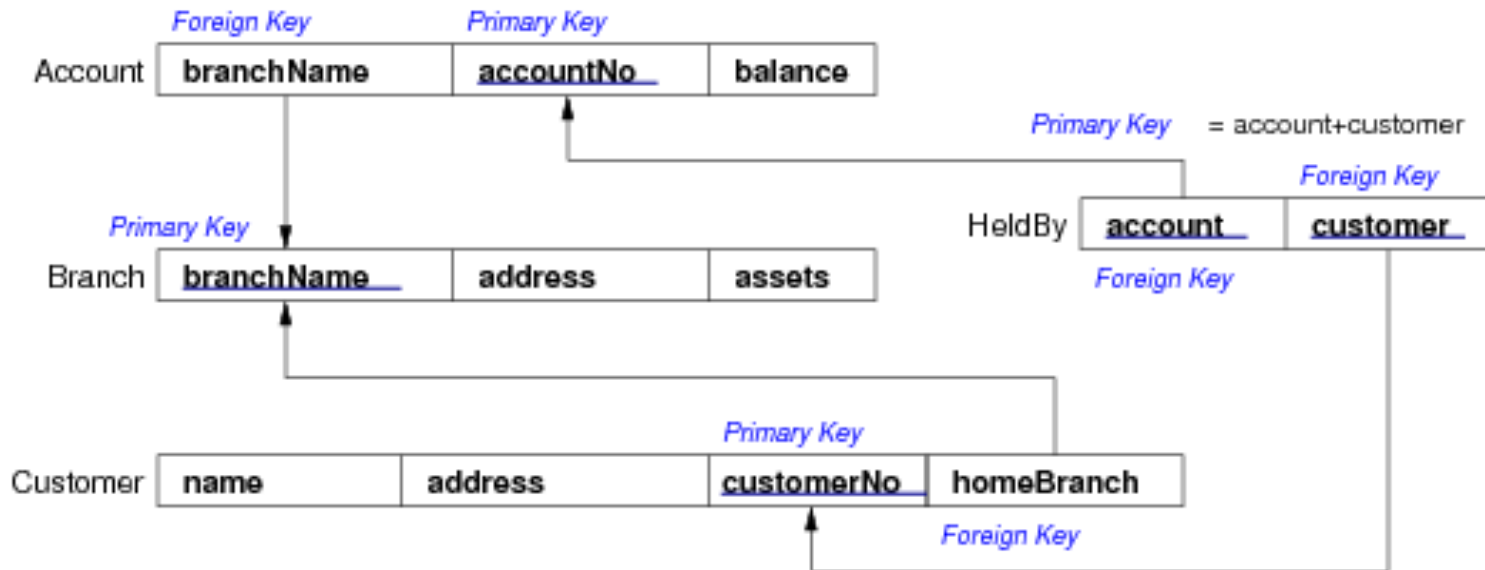 Foreign Key Primary Key
Account branchName accountNo balance
Primary Key = account+customer
Foreign Key
HeldBy account customer
Foreign Key
Primary Key
Branch branchName address assets
Primary Key
Customer name address customerNo homeBranch
Foreign Key